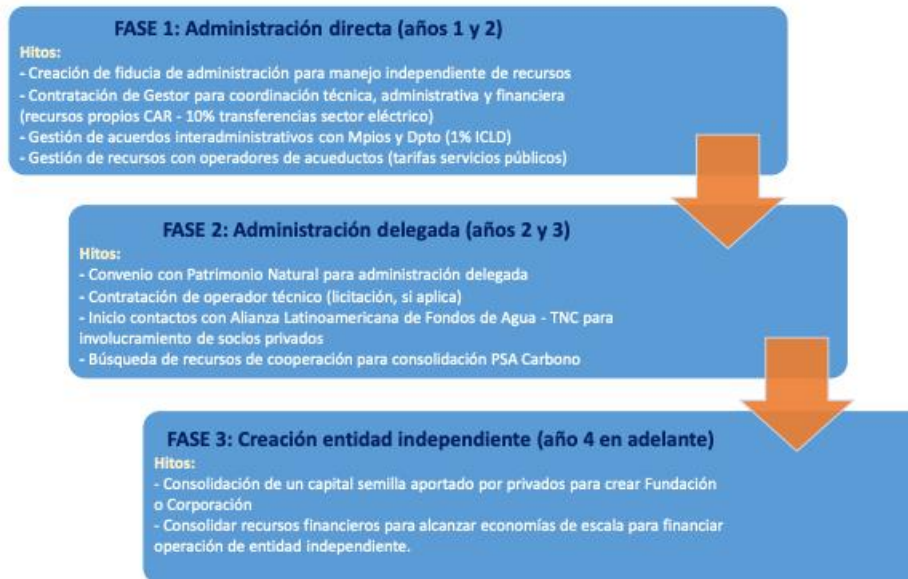 FASE 1: Administración directa (años 1 y 2)
Hitos:
- Creación de fiducia de administración para manejo independiente de recursos
- Contratación de Gestor para coordinación técnica, administrativa y financiera
(recursos propios CAR - 10% transferencias sector eléctrico)
- Gestión de acuerdos interadministrativos con Mpios y Dpto (1% ICLD)
- Gestión de recursos con operadores de acueductos (tarifas servicios públicos)
FASE 2: Administración delegada (años 2 y 3)
Hitos:
- Convenio con Patrimonio Natural para administración delegada
- Contratación de operador técnico (licitación, si aplica)
- Inicio contactos con Alianza Latinoamericana de Fondos de Agua - TNC para
involucramiento de socios privados
- Búsqueda de recursos de cooperación para consolidación PSA Carbono
FASE 3: Creación entidad independiente (año 4 en adelante)
Hitos:
- Consolidación de un capital semilla aportado por privados para crear Fundación
o Corporación
- Consolidar recursos financieros para alcanzar economías de escala para financiar
operación de entidad independiente.